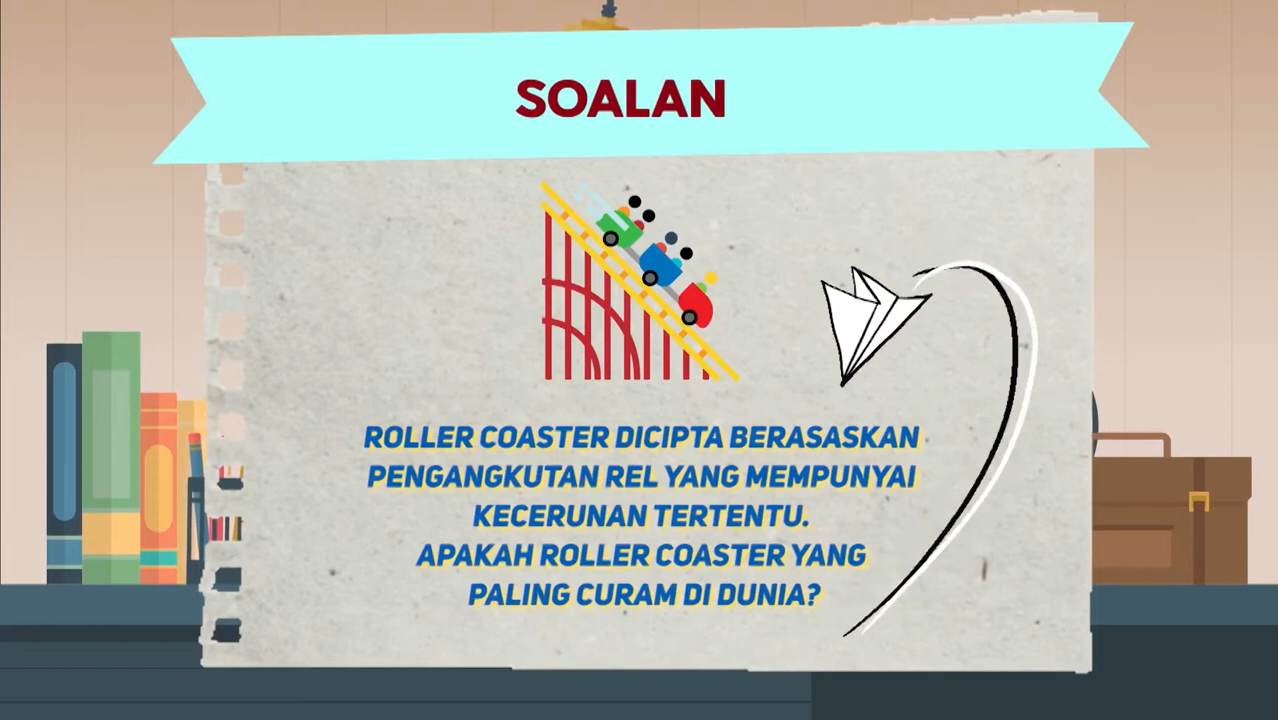 SOALAN
ROLLER COASTER DICIPTA BERASASKAN
PENGANGKUTAN REL YANG MEMPUNYAI
KECERUNAN TERTENTU.
APAKAH ROLLER COASTER YANG
PALING CURAM DI DUNIA?